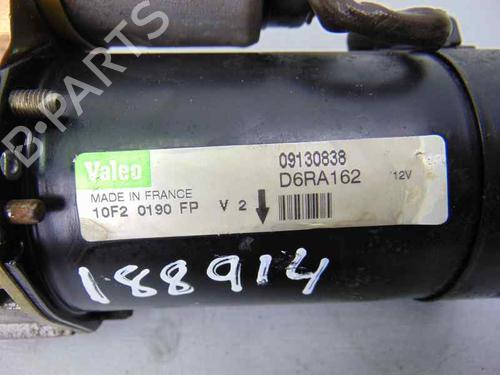 B-PARTS
Valeo
09130838
MADE IN FRANCE
D6RA162 12V
10F2 0190 FP V 2
188914